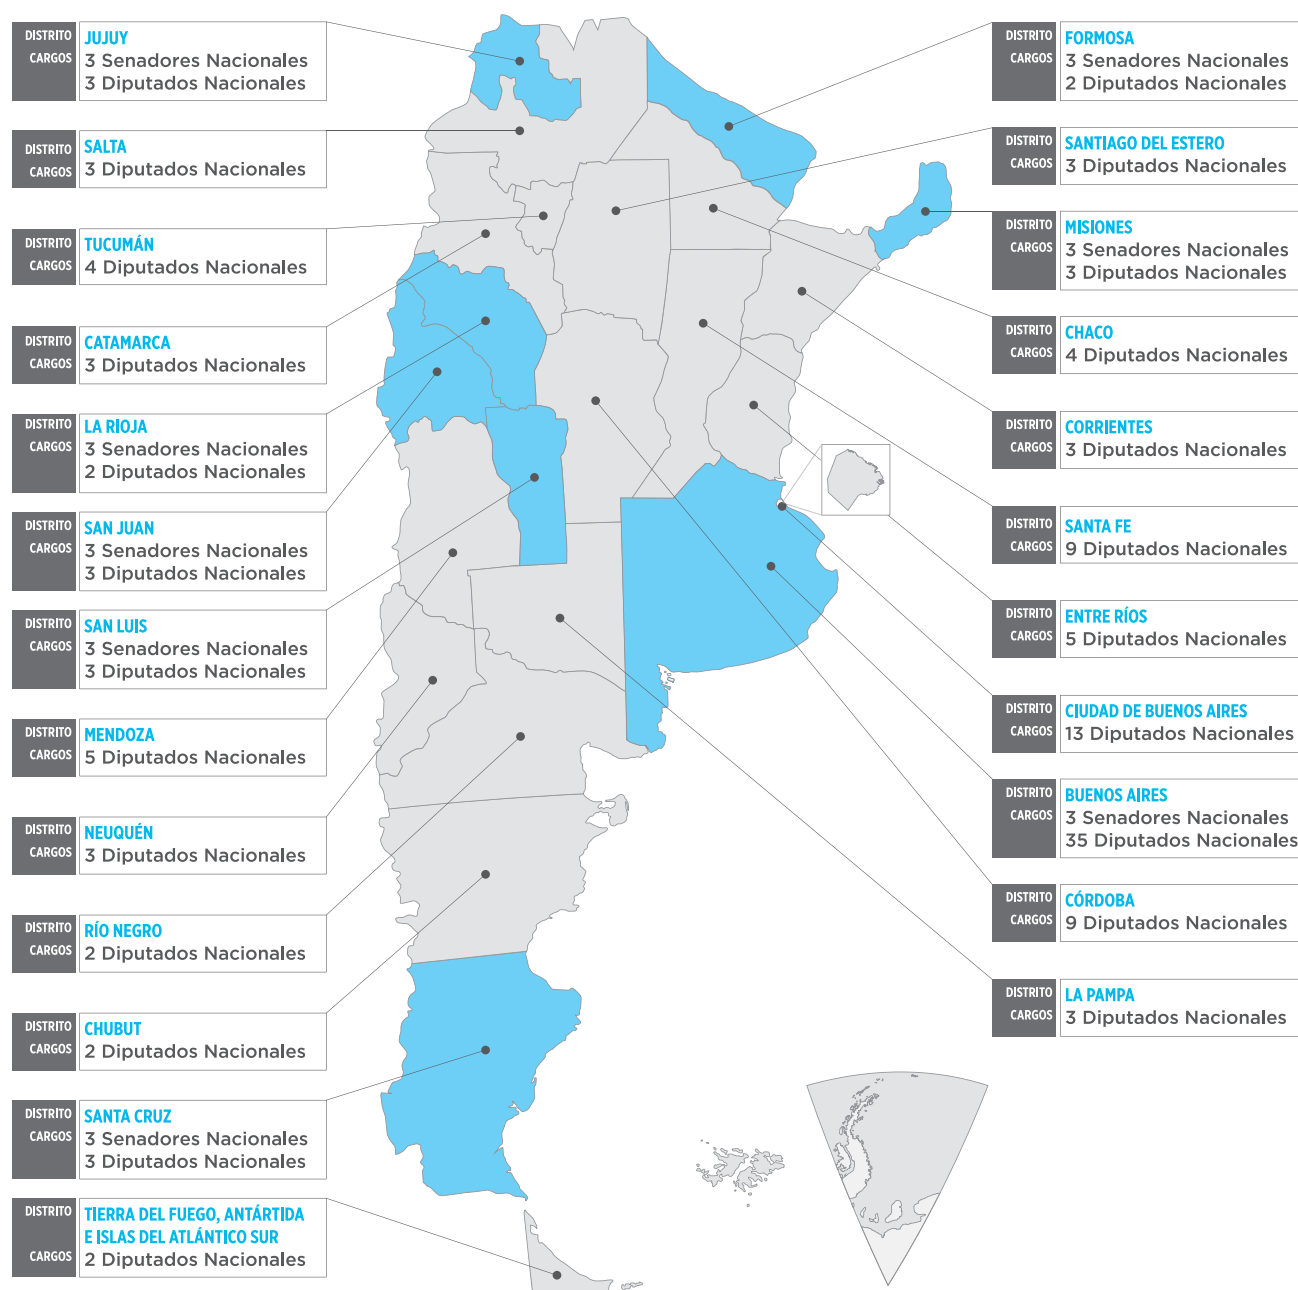 DISTRITO JUJUY
CARGOS 3 Senadores Nacionales
3 Diputados Nacionales
DISTRITO SALTA
CARGOS 3 Diputados Nacionales
DISTRITO TUCUMÁN
CARGOS 4 Diputados Nacionales
DISTRITO CATAMARCA
CARGOS 3 Diputados Nacionales
DISTRITO LA RIOJA
CARGOS 3 Senadores Nacionales
2 Diputados Nacionales
DISTRITO SAN JUAN
CARGOS 3 Senadores Nacionales
3 Diputados Nacionales
DISTRITO SAN LUIS
CARGOS 3 Senadores Nacionales
3 Diputados Nacionales
DISTRITO MENDOZA
CARGOS 5 Diputados Nacionales
DISTRITO NEUQUÉN
CARGOS 3 Diputados Nacionales
DISTRITO RÍO NEGRO
CARGOS 2 Diputados Nacionales
DISTRITO CHUBUT
CARGOS 2 Diputados Nacionales
DISTRITO SANTA CRUZ
CARGOS 3 Senadores Nacionales
3 Diputados Nacionales
DISTRITO TIERRA DEL FUEGO, ANTÁRTIDA
E ISLAS DEL ATLÁNTICO SUR
CARGOS 2 Diputados Nacionales
DISTRITO FORMOSA
CARGOS 3 Senadores Nacionales
2 Diputados Nacionales
DISTRITO SANTIAGO DEL ESTERO
CARGOS 3 Diputados Nacionales
DISTRITO MISIONES
CARGOS 3 Senadores Nacionales
3 Diputados Nacionales
DISTRITO CHACO
CARGOS 4 Diputados Nacionales
DISTRITO CORRIENTES
CARGOS 3 Diputados Nacionales
DISTRITO SANTA FE
CARGOS 9 Diputados Nacionales
DISTRITO ENTRE RÍOS
CARGOS 5 Diputados Nacionales
DISTRITO CIUDAD DE BUENOS AIRES
CARGOS 13 Diputados Nacionales
DISTRITO BUENOS AIRES
CARGOS 3 Senadores Nacionales
35 Diputados Nacionales
DISTRITO CÓRDOBA
CARGOS 9 Diputados Nacionales
DISTRITO LA PAMPA
CARGOS 3 Diputados Nacionales